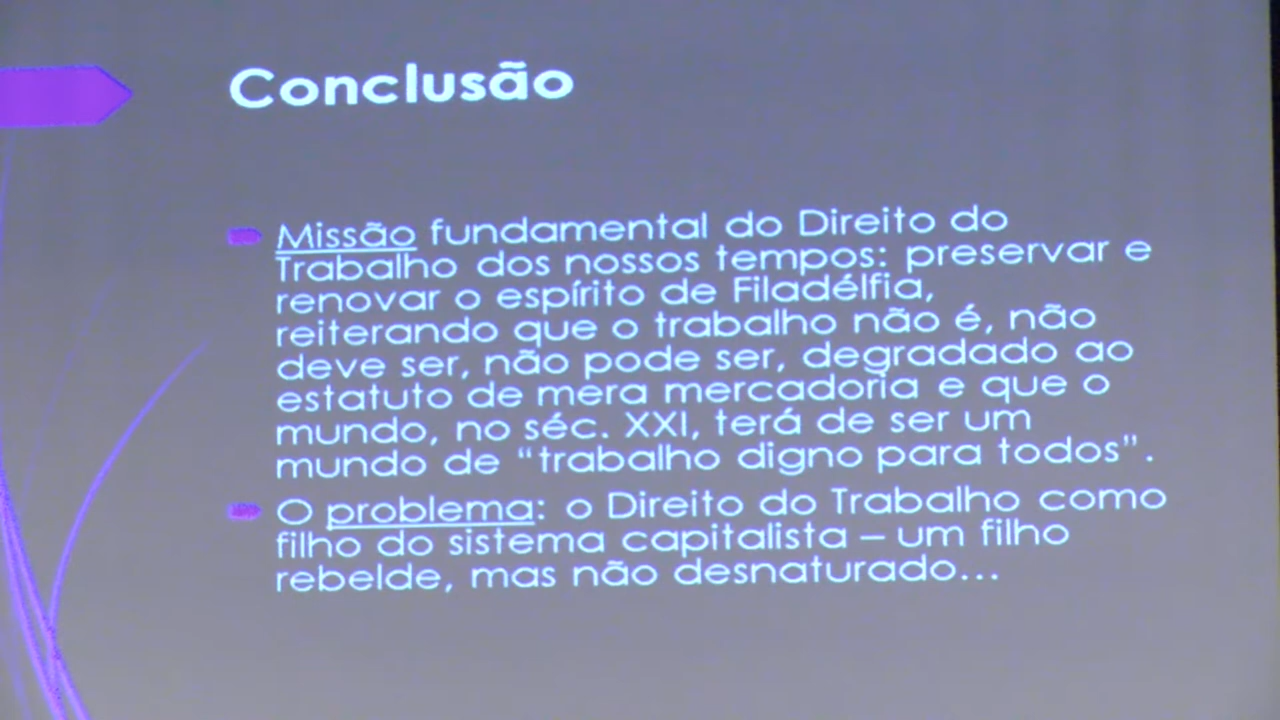 Conclusão
Missão fundamental do Direito do
Trabalho dos nossos tempos: preservar e
renovar o espírito de Filadélfia,
reiterando que o trabalho não é, não
deve ser, não pode ser, degradado ao
estatuto de mera mercadoria e que o
mundo, no séc. XXI, terá de ser um
mundo de “trabalho digno para todos”.
O problema: o Direito do Trabalho como
filho do sistema capitalista – um filho
rebelde, mas não desnaturado...